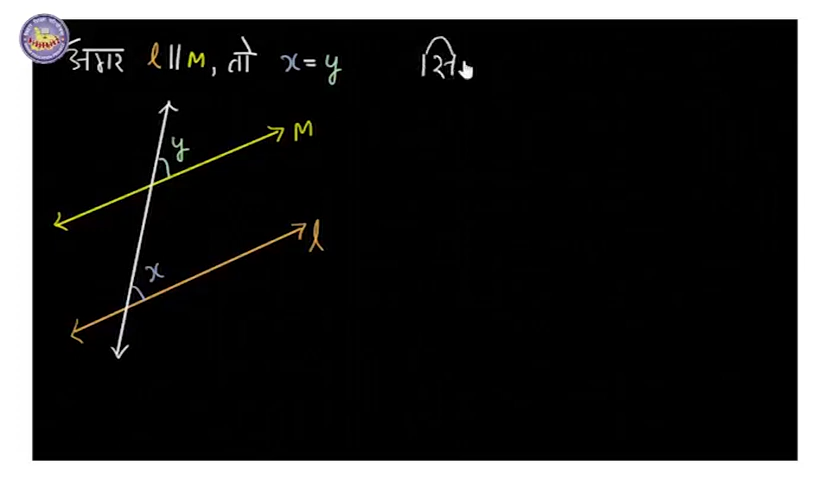 अगर l || M, तो x = y
सि
y
M
x
l